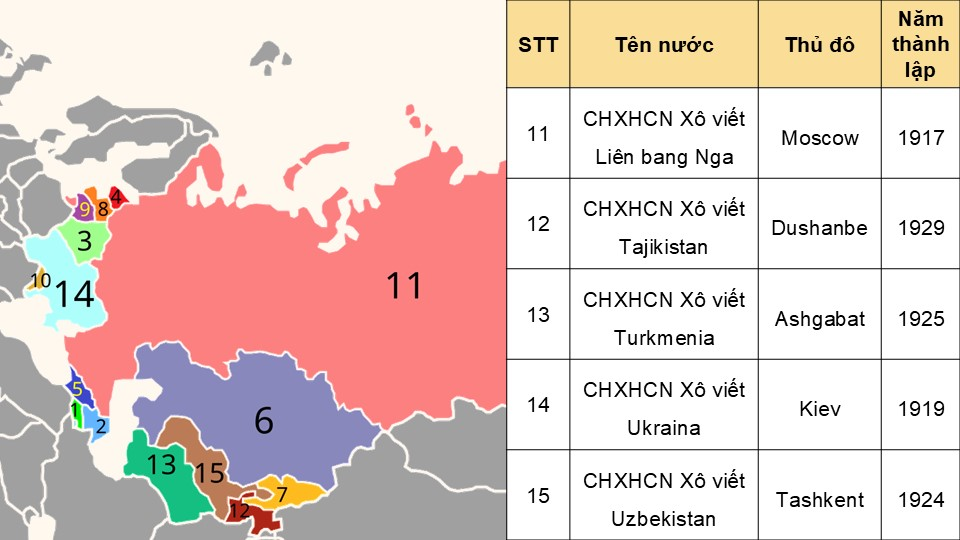 4
9
8
3
10
14
11
5
1
2
6
13
15
7
12
STT Tên nước Thủ đô Năm thành lập
11 CHXHCN Xô viết Liên bang Nga Moscow 1917
12 CHXHCN Xô viết Tajikistan Dushanbe 1929
13 CHXHCN Xô viết Turkmenia Ashgabat 1925
14 CHXHCN Xô viết Ukraina Kiev 1919
15 CHXHCN Xô viết Uzbekistan Tashkent 1924